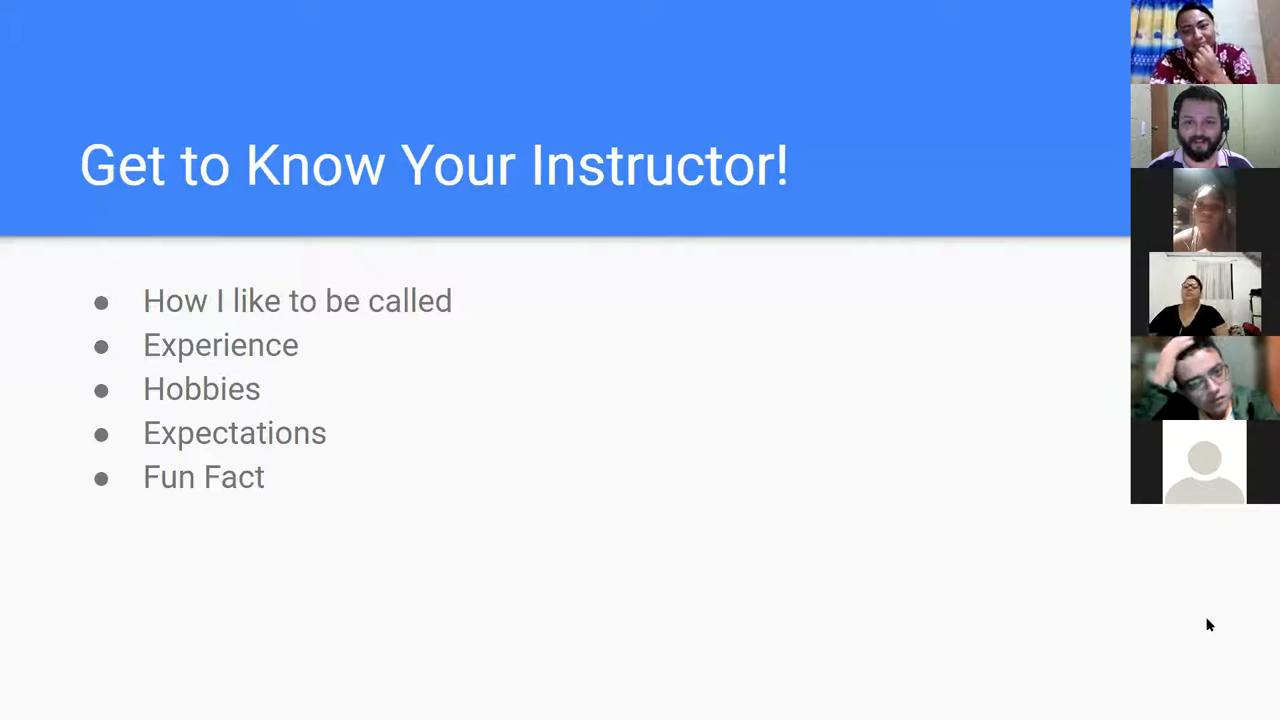 Get to Know Your Instructor!
● How I like to be called
● Experience
● Hobbies
● Expectations
● Fun Fact